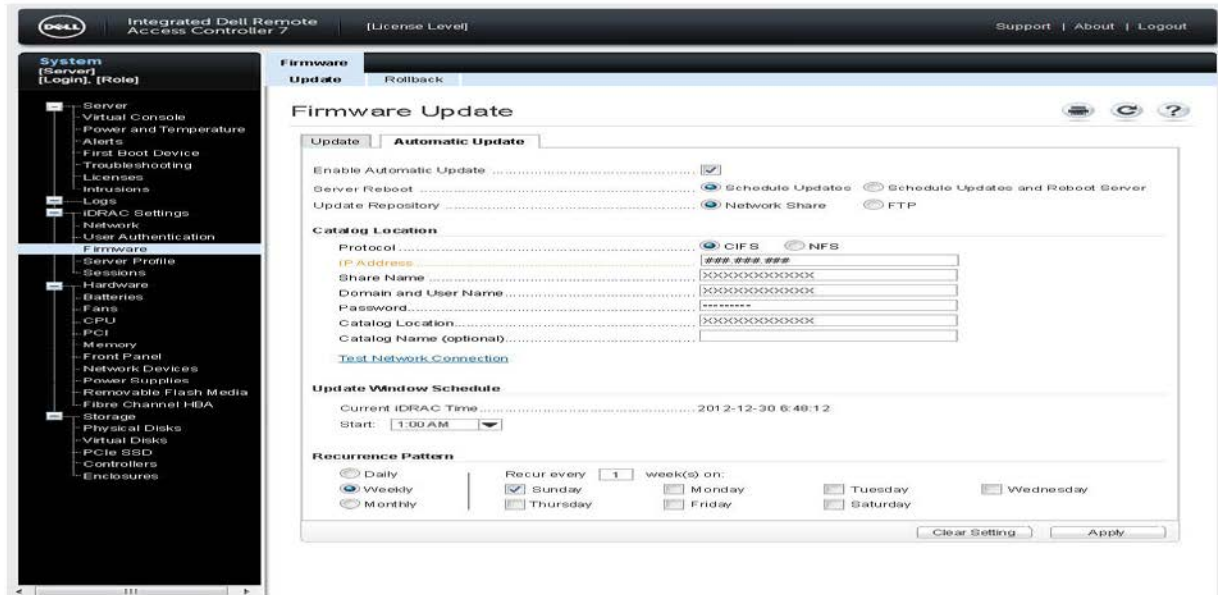 DELL
Integrated Dell Remote
Access Controller 7
[License Level]
Support | About | Logout
System
[Server]
[Login], [Role]
Server
Virtual Console
Power and Temperature
Alerts
First Boot Device
Troubleshooting
Licenses
Intrusions
Logs
iDRAC Settings
Network
User Authentication
Firmware
Server Profile
Sessions
Hardware
Batteries
Fans
CPU
PCI
Memory
Front Panel
Network Devices
Power Supplies
Removable Flash Media
Fibre Channel HBA
Storage
Physical Disks
Virtual Disks
PCIe SSD
Controllers
Enclosures
Firmware
Update Rollback
Firmware Update
Update Automatic Update
Enable Automatic Update
Server Reboot Schedule Updates Schedule Updates and Reboot Server
Update Repository Network Share FTP
Catalog Location
Protocol CIFS NFS
IP Address ###.###.###
Share Name XXXXXXXXXXX
Domain and User Name XXXXXXXXXXX
Password ---------
Catalog Location XXXXXXXXXXX
Catalog Name (optional)
Test Network Connection
Update Window Schedule
Current iDRAC Time 2012-12-30 6:48:12
Start: 1:00 AM
Recurrence Pattern
Daily Recur every 1 week(s) on:
Weekly Sunday Monday Tuesday Wednesday
Monthly Thursday Friday Saturday
Clear Setting Apply